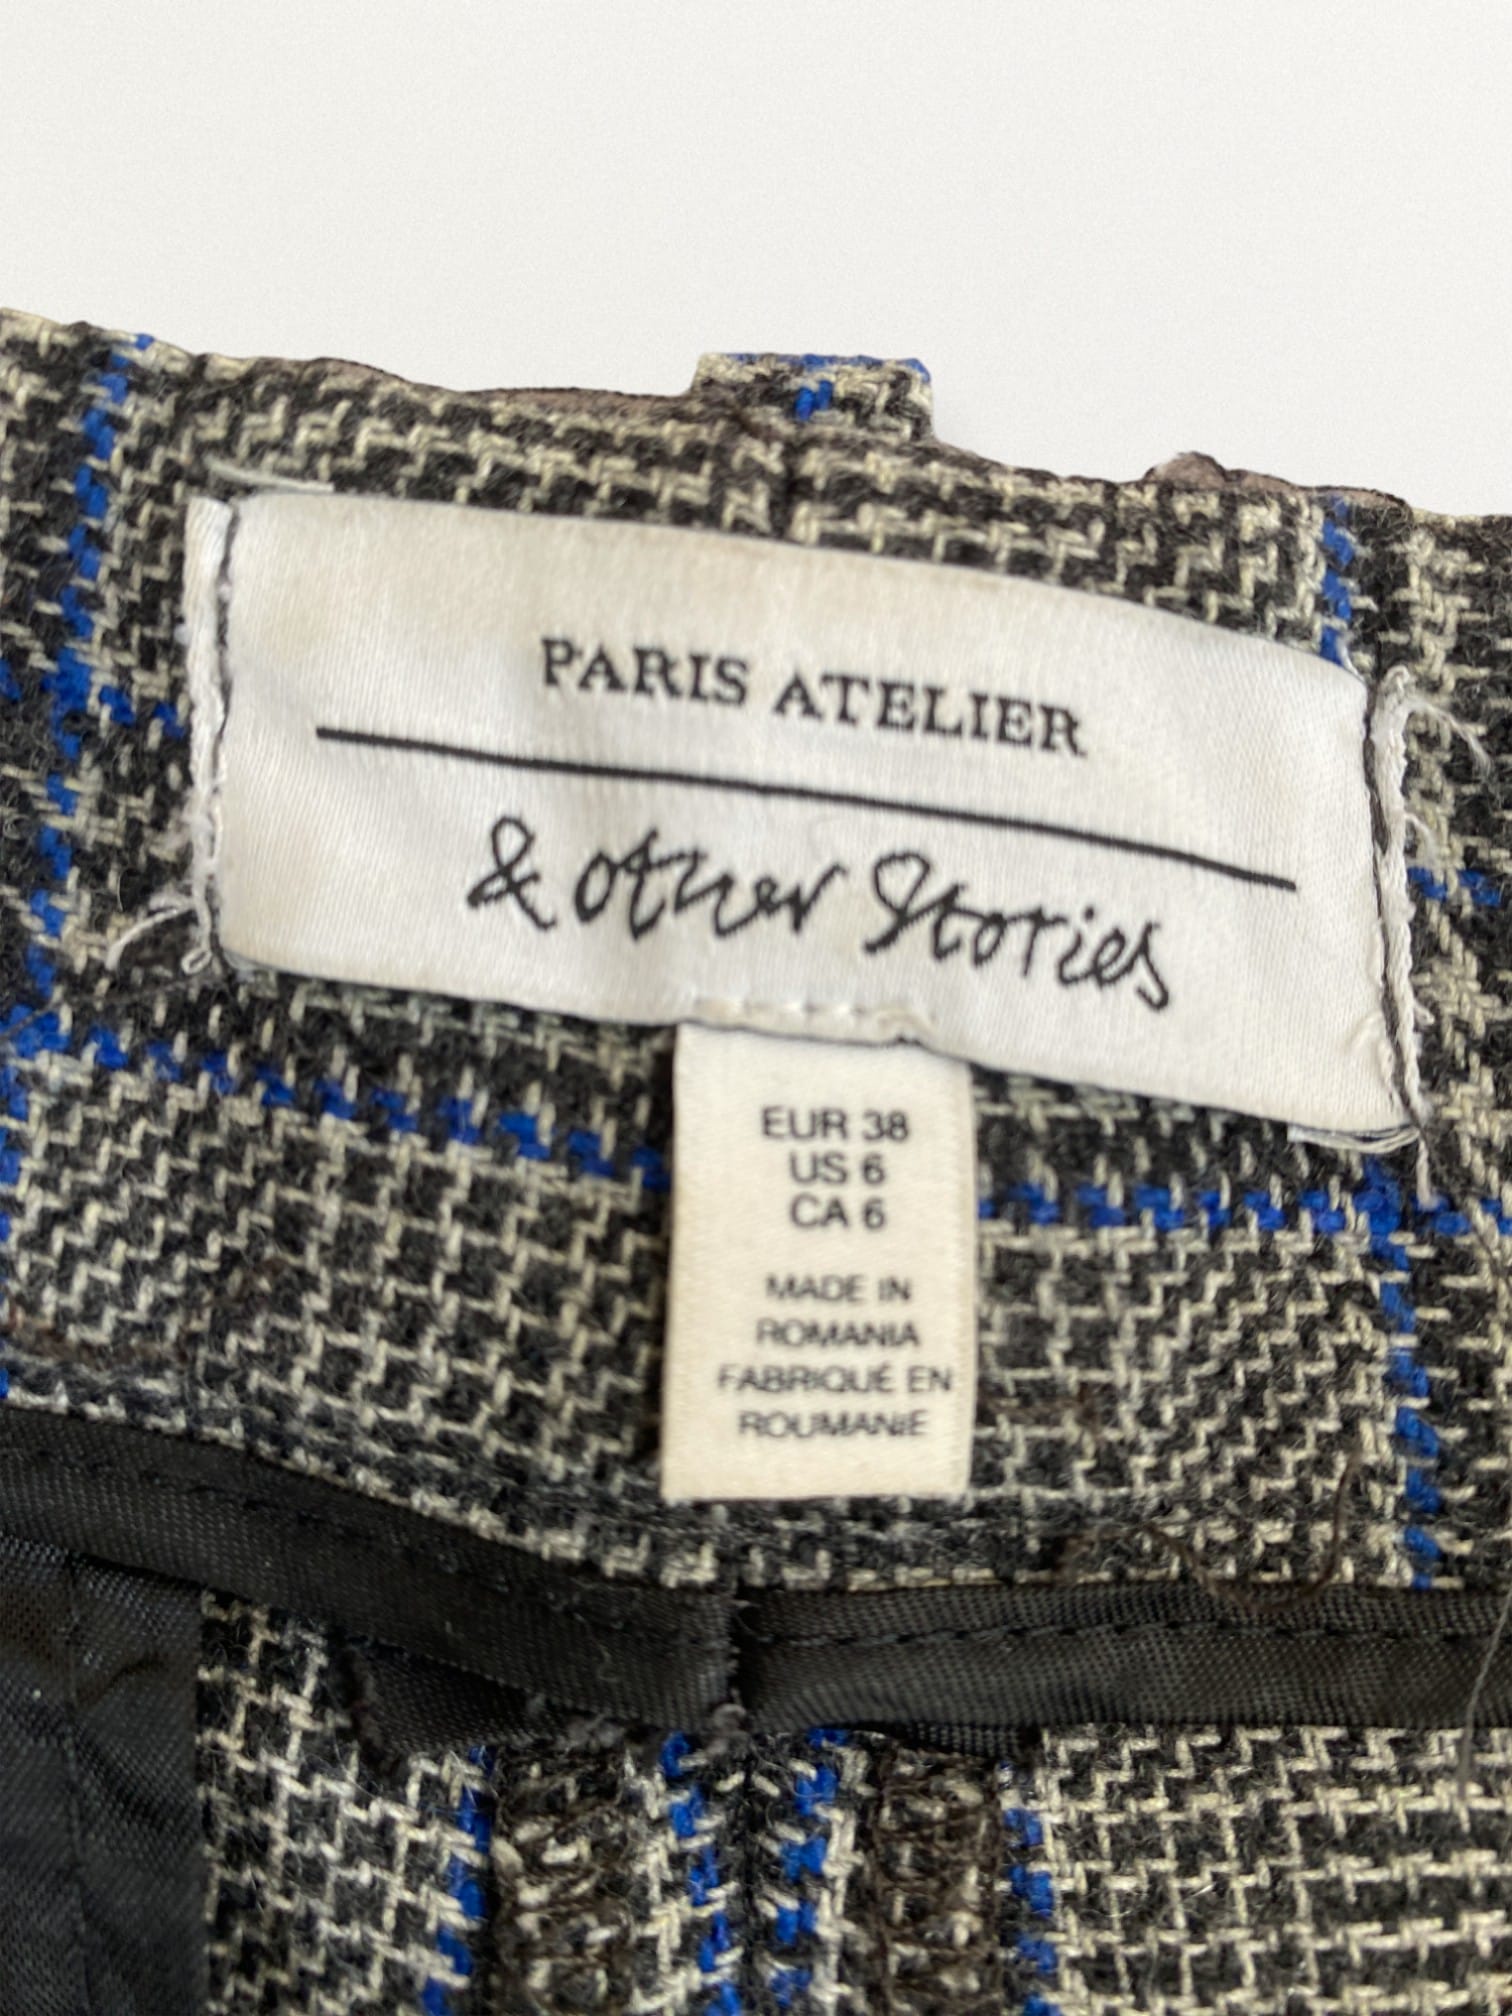 PARIS ATELIER
& other Stories
EUR 38
US 6
CA 6
MADE IN
ROMANIA
FABRIQUÉ EN
ROUMANIE